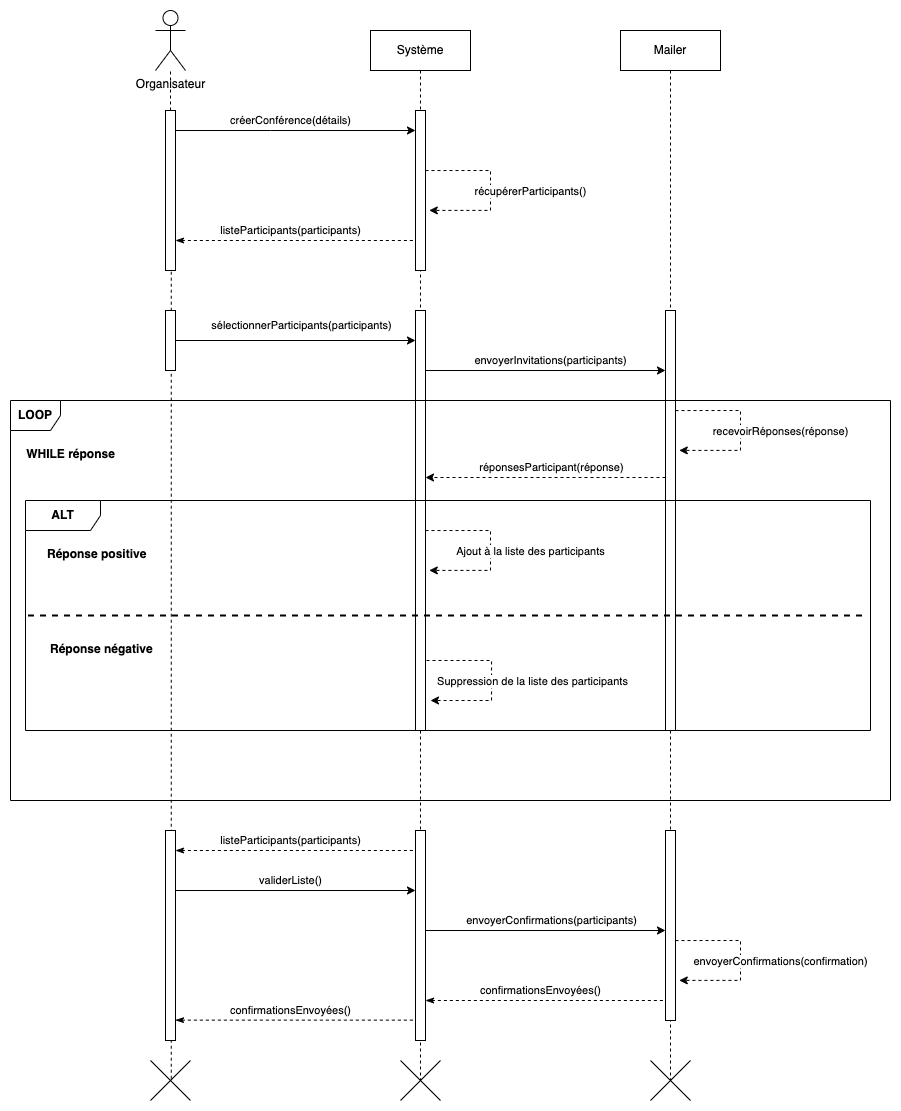 Organisateur
Système
Mailer
créerConférence(détails)
récupérerParticipants()
listeParticipants(participants)
sélectionnerParticipants(participants)
envoyerInvitations(participants)
LOOP
recevoirRéponses(réponse)
WHILE réponse
réponsesParticipant(réponse)
ALT
Réponse positive
Ajout à la liste des participants
Réponse négative
Suppression de la liste des participants
listeParticipants(participants)
validerListe()
envoyerConfirmations(participants)
envoyerConfirmations(confirmation)
confirmationsEnvoyées()
confirmationsEnvoyées()